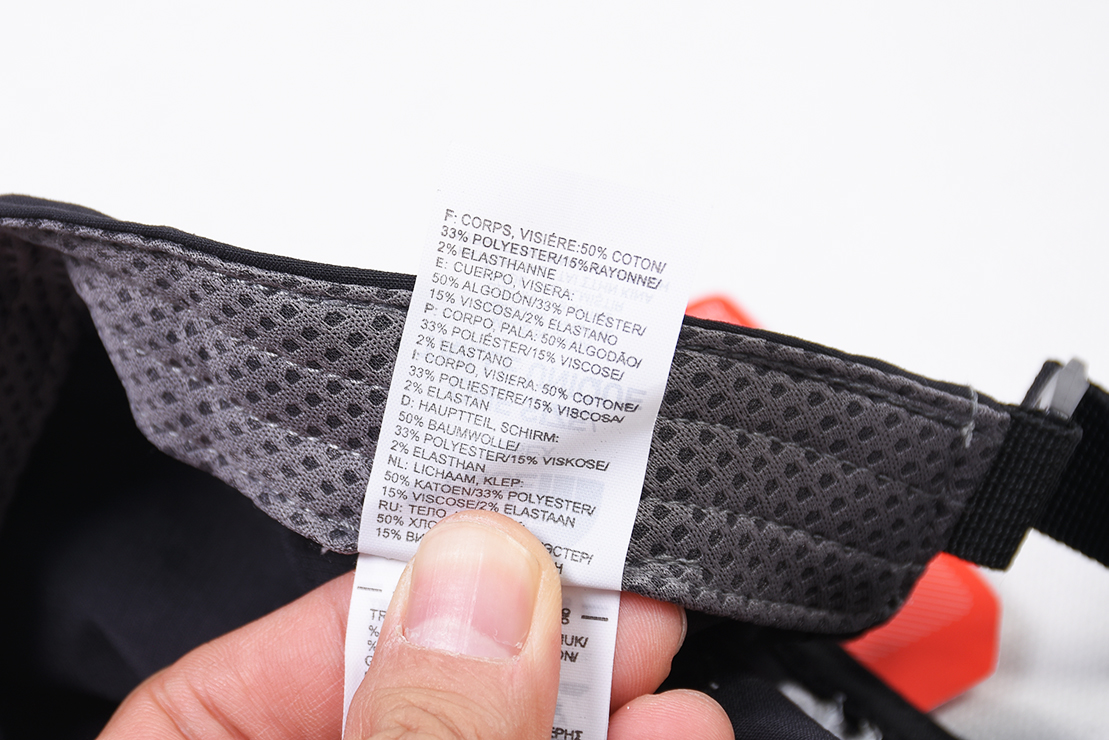 F: CORPS, VISIÉRE:50% COTON/
33% POLYESTER/15%RAYONNE/
2% ELASTHANNE
E: CUERPO, VISERA:
50% ALGODÓN/33% POLIÉSTER/
15% VISCOSA/2% ELASTANO
P: CORPO, PALA: 50% ALGODÃO/
33% POLIÉSTER/15% VISCOSE/
2% ELASTANO
I: CORPO, VISIERA: 50% COTONE/
33% POLIESTERE/15% VISCOSA/
2% ELASTAN
D: HAUPTTEIL, SCHIRM:
50% BAUMWOLLE/
33% POLYESTER/15% VISKOSE/
2% ELASTHAN
NL: LICHAAM, KLEP:
50% KATOEN/33% POLYESTER/
15% VISCOSE/2% ELASTAAN
RU: ТЕЛО
50%
15%